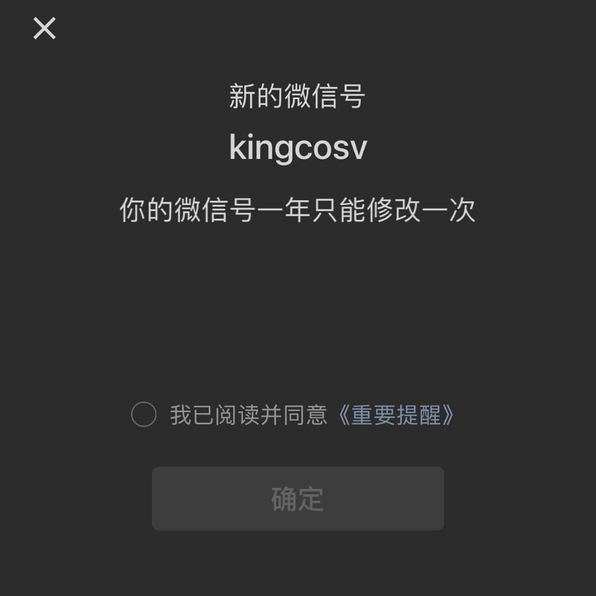 新的微信号
kingcosv
你的微信号一年只能修改一次
我已阅读并同意《重要提醒》
确定